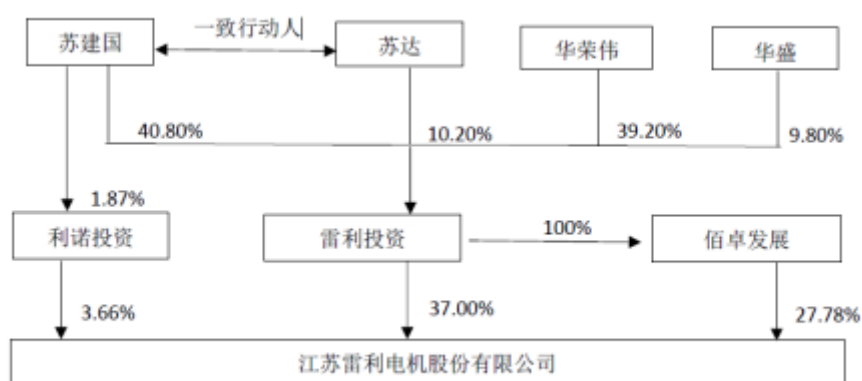 一致行动人
苏建国
苏达
华荣伟
华盛
40.80%
10.20%
39.20%
9.80%
1.87%
利诺投资
雷利投资
100%
佰卓发展
3.66%
37.00%
27.78%
江苏雷利电机股份有限公司